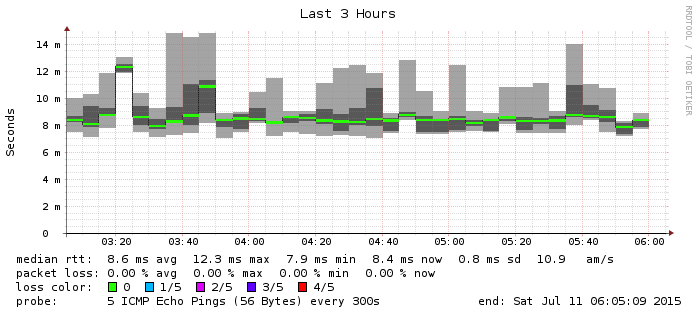 Last 3 Hours
RRDTOOL / TOBI OETIKER
Seconds
14 m
12 m
10 m
8 m
6 m
4 m
2 m
0
03:20 03:40 04:00 04:20 04:40 05:00 05:20 05:40 06:00
median rtt: 8.6 ms avg 12.3 ms max 7.9 ms min 8.4 ms now 0.8 ms sd 10.9 am/s
packet loss: 0.00 % avg 0.00 % max 0.00 % min 0.00 % now
loss color: 0 1/5 2/5 3/5 4/5
probe: 5 ICMP Echo Pings (56 Bytes) every 300s end: Sat Jul 11 06:05:09 2015